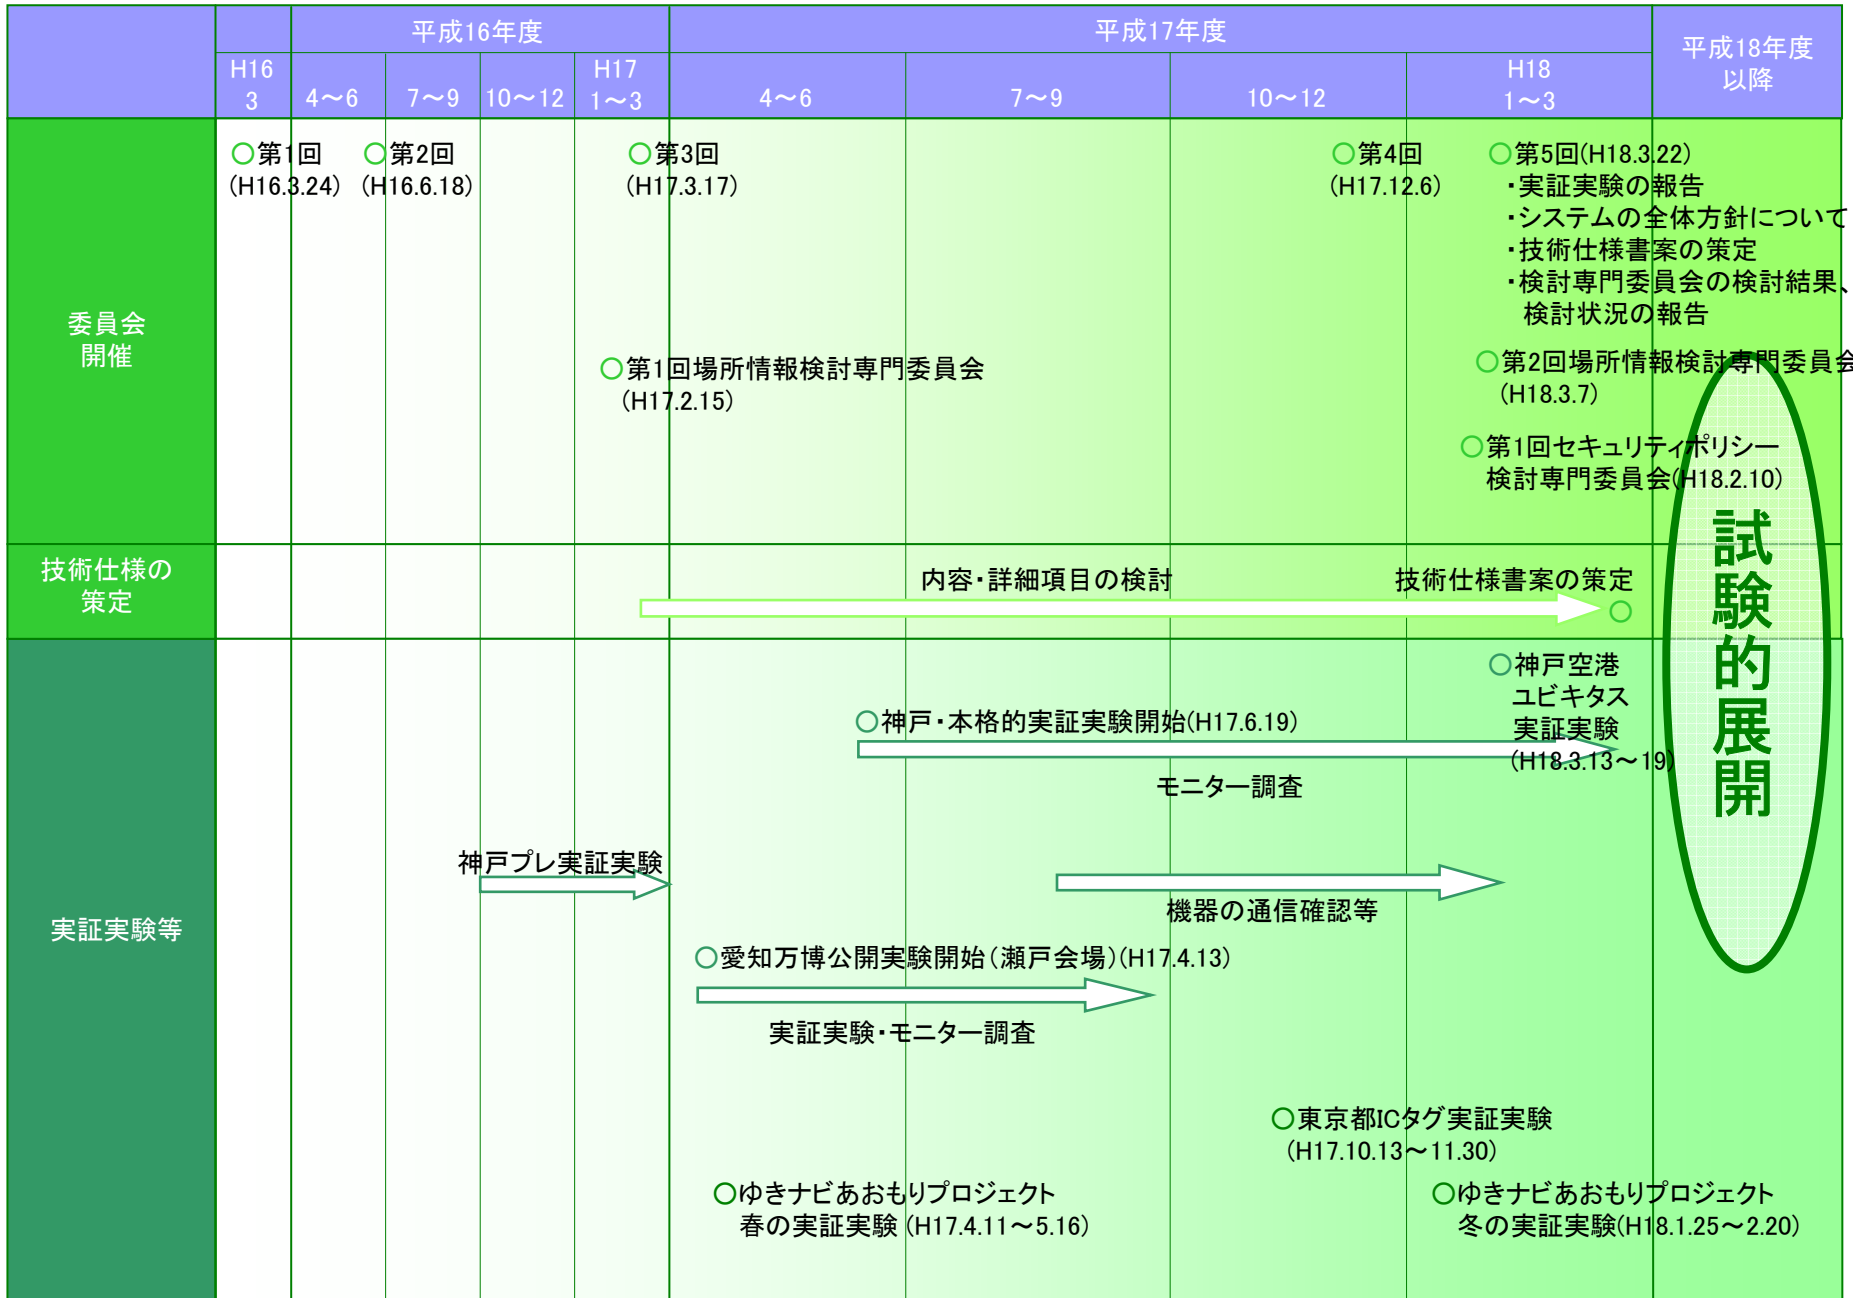 平成16年度
平成17年度
平成18年度
以降
H16
3
4～6
7～9
10～12
H17
1～3
4～6
7～9
10～12
H18
1～3
委員会
開催
○第1回
(H16.3.24)
○第2回
(H16.6.18)
○第3回
(H17.3.17)
○第4回
(H17.12.6)
○第5回(H18.3.22)
・実証実験の報告
・システムの全体方針について
・技術仕様書案の策定
・検討専門委員会の検討結果、
検討状況の報告
○第1回場所情報検討専門委員会
(H17.2.15)
○第2回場所情報検討専門委員会
(H18.3.7)
○第1回セキュリティポリシー
検討専門委員会(H18.2.10)
技術仕様の
策定
内容・詳細項目の検討
技術仕様書案の策定
○
試験的展開
実証実験等
○神戸空港
ユビキタス
実証実験
(H18.3.13～19)
○神戸・本格的実証実験開始(H17.6.19)
モニター調査
神戸プレ実証実験
機器の通信確認等
○愛知万博公開実験開始(瀬戸会場)(H17.4.13)
実証実験・モニター調査
○東京都ICタグ実証実験
(H17.10.13～11.30)
○ゆきナビあおもりプロジェクト
春の実証実験 (H17.4.11～5.16)
○ゆきナビあおもりプロジェクト
冬の実証実験(H18.1.25～2.20)